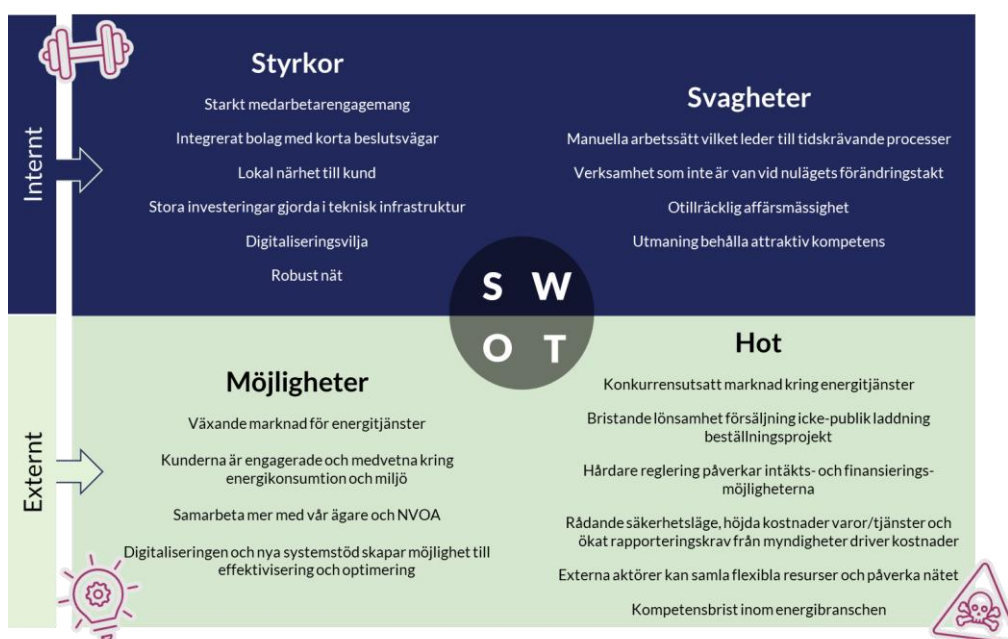 Internt
Styrkor
Starkt medarbetarengagemang
Integrerat bolag med korta beslutsvägar
Lokal närhet till kund
Stora investeringar gjorda i teknisk infrastruktur
Digitaliseringsvilja
Robust nät
Svagheter
Manuella arbetssätt vilket leder till tidskrävande processer
Verksamhet som inte är van vid nulägets förändringstakt
Otillräcklig affärsmässighet
Utmaning behålla attraktiv kompetens
S W
O T
Externt
Möjligheter
Växande marknad för energitjänster
Kunderna är engagerade och medvetna kring
energikonsumtion och miljö
Samarbeta mer med vår ägare och NVOA
Digitaliseringen och nya systemstöd skapar möjlighet till
effektivisering och optimering
Hot
Konkurrensutsatt marknad kring energitjänster
Bristande lönsamhet försäljning icke-publik laddning
beställningsprojekt
Hårdare reglering påverkar intäkts- och finansierings-
möjligheterna
Rådande säkerhetsläge, höjda kostnader varor/tjänster och
ökat rapporteringskrav från myndigheter driver kostnader
Externa aktörer kan samla flexibla resurser och påverka nätet
Kompetensbrist inom energibranschen